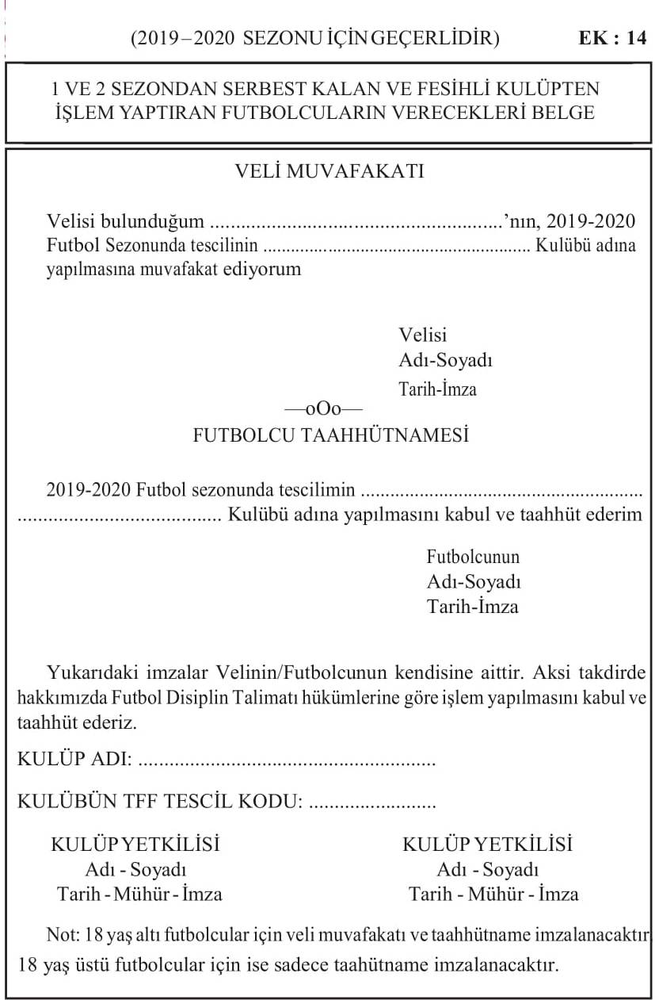 (2019–2020 SEZONU İÇİN GEÇERLİDİR) EK : 14
1 VE 2 SEZONDAN SERBEST KALAN VE FESİHLİ KULÜPTEN
İŞLEM YAPTIRAN FUTBOLCULARIN VERECEKLERİ BELGE
VELİ MUVAFAKATI
Velisi bulunduğum .........................................................’nın, 2019-2020
Futbol Sezonunda tescilinin ......................................................... Kulübü adına
yapılmasına muvafakat ediyorum
Velisi
Adı-Soyadı
Tarih-İmza
—oOo—
FUTBOLCU TAAHHÜTNAMESİ
2019-2020 Futbol sezonunda tescilimin ..........................................................
........................................ Kulübü adına yapılmasını kabul ve taahhüt ederim
Futbolcunun
Adı-Soyadı
Tarih-İmza
Yukarıdaki imzalar Velinin/Futbolcunun kendisine aittir. Aksi takdirde
hakkımızda Futbol Disiplin Talimatı hükümlerine göre işlem yapılmasını kabul ve
taahhüt ederiz.
KULÜP ADI: ..........................................................
KULÜBÜN TFF TESCİL KODU: .........................
KULÜP YETKİLİSİ KULÜP YETKİLİSİ
Adı - Soyadı Adı - Soyadı
Tarih - Mühür - İmza Tarih - Mühür - İmza
Not: 18 yaş altı futbolcular için veli muvafakatı ve taahhütname imzalanacaktır
18 yaş üstü futbolcular için ise sadece taahütname imzalanacaktır.